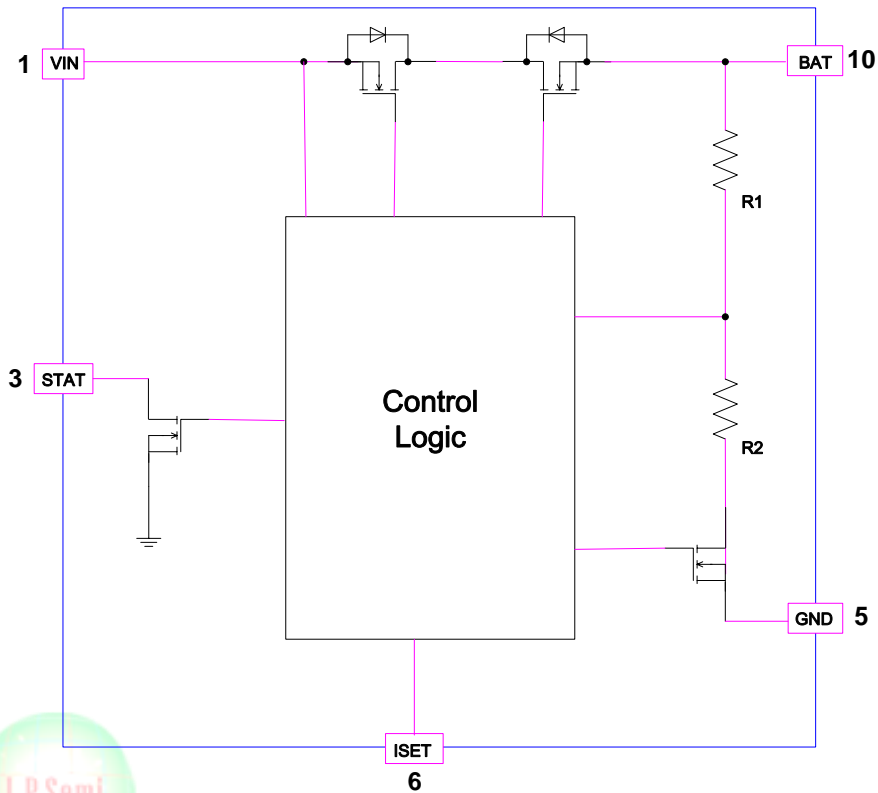 1 VIN
BAT 10
R1
3 STAT
Control
Logic
R2
GND 5
ISET
6